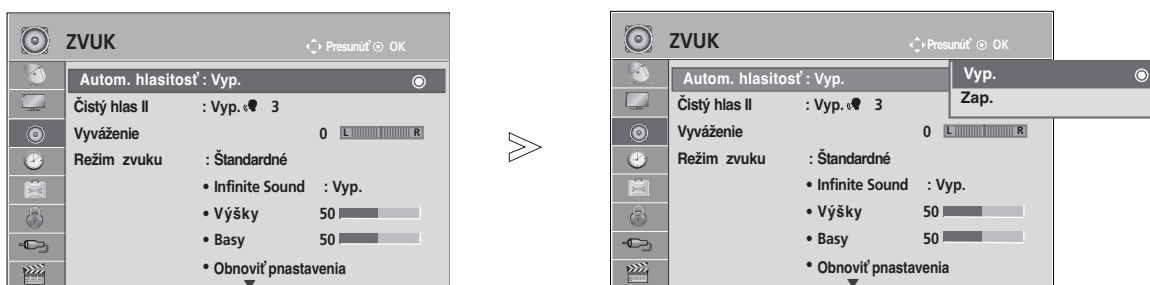 ZVUK
Presunúť OK
Autom. hlasitosť : Vyp.
Čistý hlas II : Vyp. 3
Vyváženie 0 L R
Režim zvuku : Štandardné
• Infinite Sound : Vyp.
• Výšky 50
• Basy 50
• Obnoviť pnastavenia
ZVUK
Presunúť OK
Autom. hlasitosť : Vyp.
Vyp.
Zap.
Čistý hlas II : Vyp. 3
Vyváženie 0 L R
Režim zvuku : Štandardné
• Infinite Sound : Vyp.
• Výšky 50
• Basy 50
• Obnoviť pnastavenia